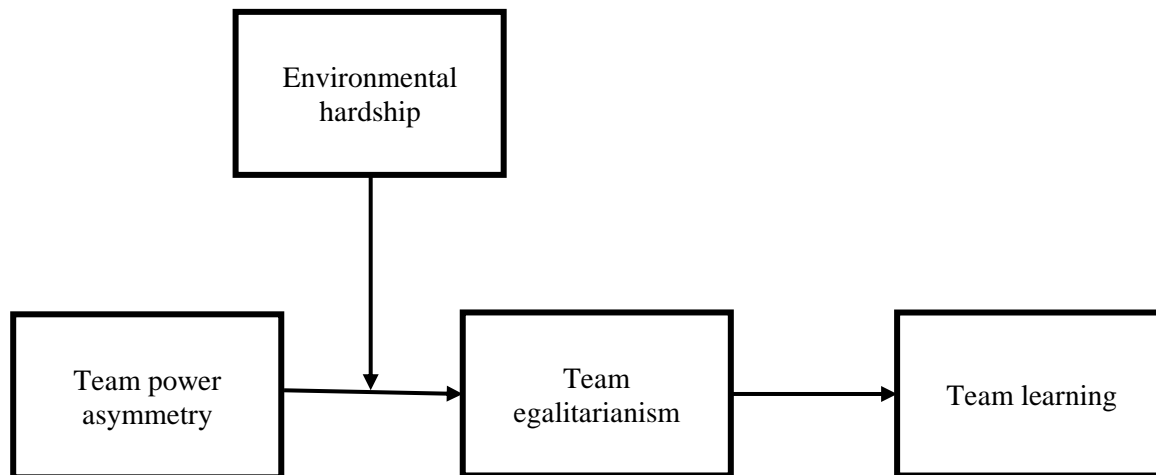 Environmental
hardship
Team power
asymmetry
Team
egalitarianism
Team learning